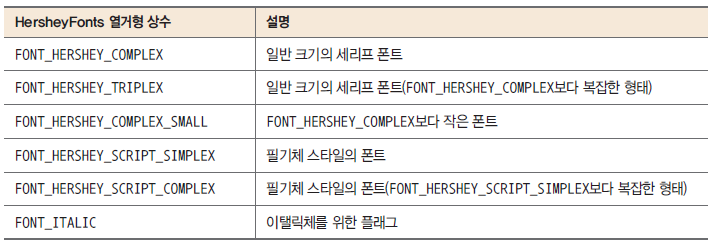 HersheyFonts 열거형 상수 설명
FONT_HERSHEY_COMPLEX 일반 크기의 세리프 폰트
FONT_HERSHEY_TRIPLEX 일반 크기의 세리프 폰트(FONT_HERSHEY_COMPLEX보다 복잡한 형태)
FONT_HERSHEY_COMPLEX_SMALL FONT_HERSHEY_COMPLEX보다 작은 폰트
FONT_HERSHEY_SCRIPT_SIMPLEX 필기체 스타일의 폰트
FONT_HERSHEY_SCRIPT_COMPLEX 필기체 스타일의 폰트(FONT_HERSHEY_SCRIPT_SIMPLEX보다 복잡한 형태)
FONT_ITALIC 이탤릭체를 위한 플래그